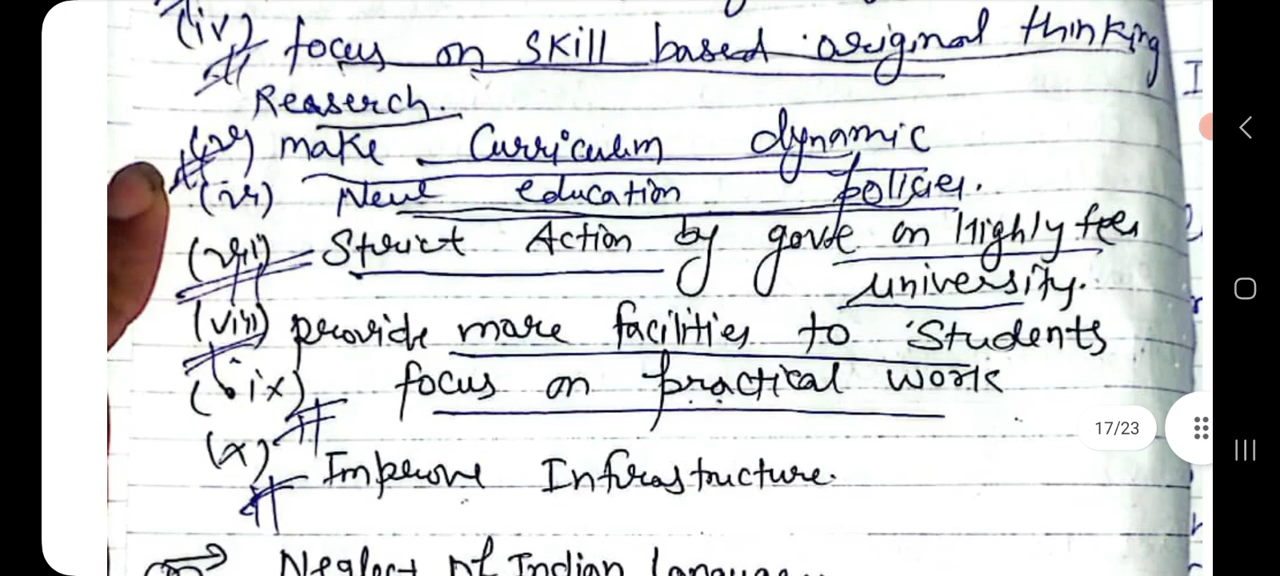 (iv) focus on skill based original thinking
Reaserch.
(v) make Curriculum dynamic
(vi) New education policies.
(vii) Strict Action by govt on Highly fees
university.
(viii) provide more facilities to Students
(ix) focus on practical work
17/23
(x)
Improve Infrastructure.
Neglect of Indian language